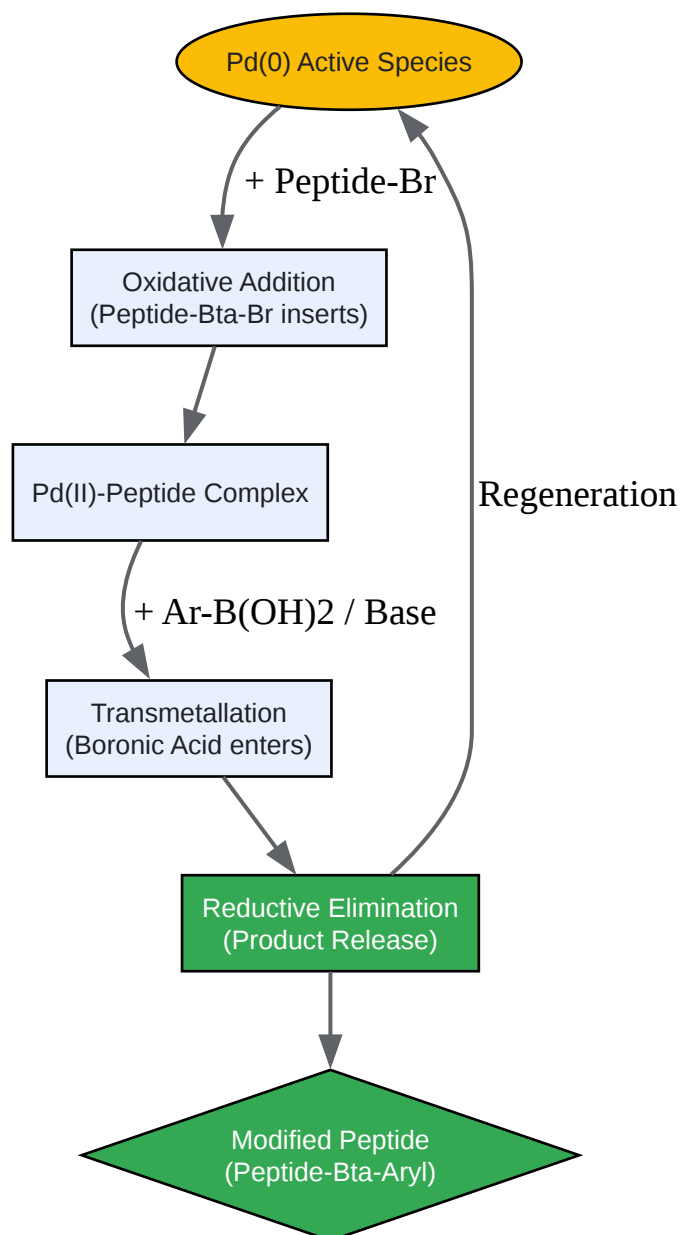 Pd(0) Active Species
+ Peptide-Br
Oxidative Addition
(Peptide-Bta-Br inserts)
Pd(II)-Peptide Complex
Regeneration
+ Ar-B(OH)2 / Base
Transmetallation
(Boronic Acid enters)
Reductive Elimination
(Product Release)
Modified Peptide
(Peptide-Bta-Aryl)